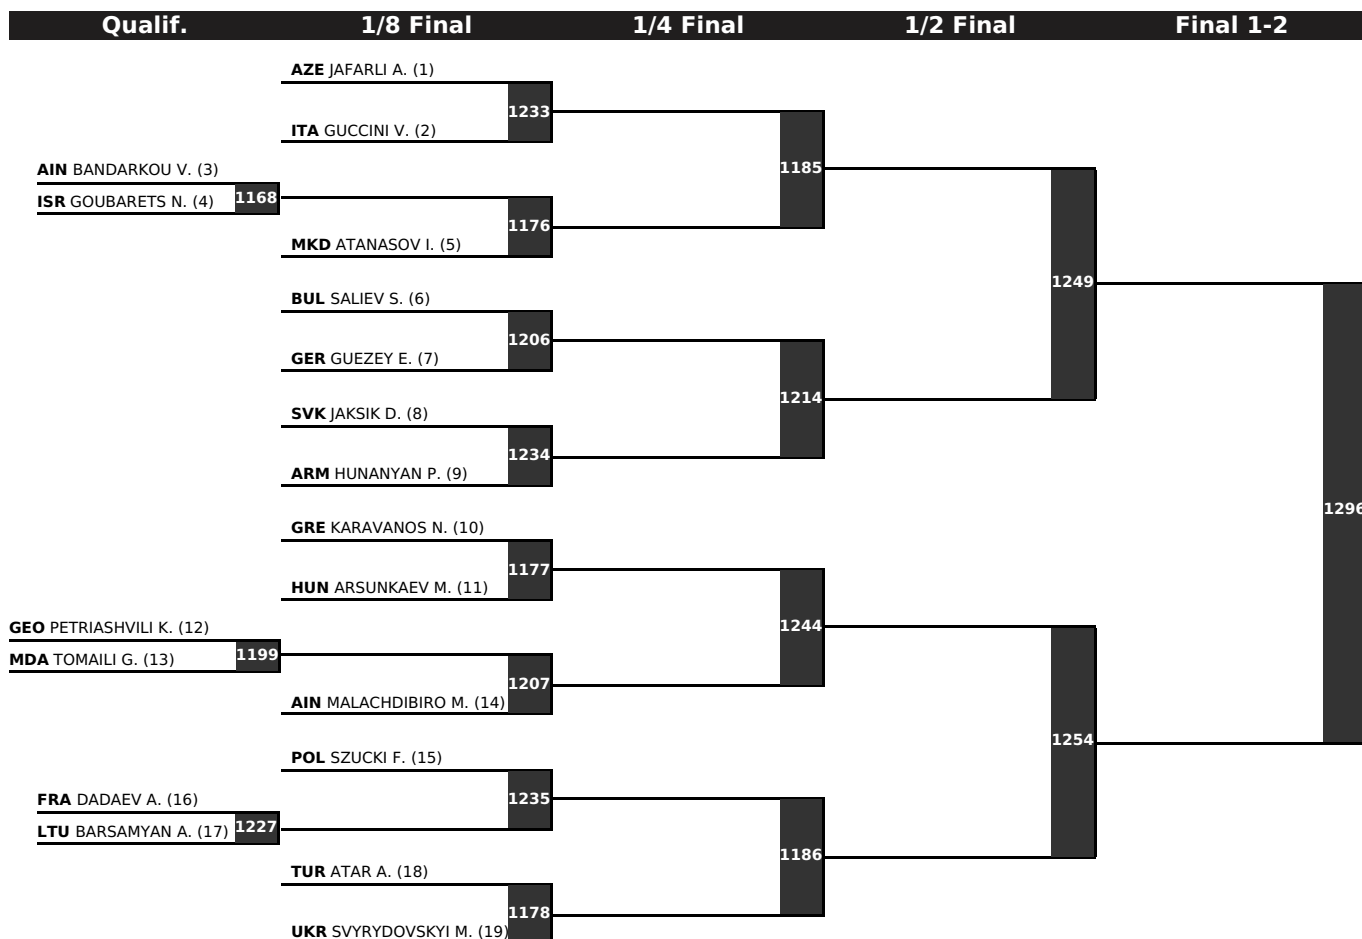 Qualif. 1/8 Final 1/4 Final 1/2 Final Final 1-2
AZE JAFARLI A. (1)
1233
ITA GUCCINI V. (2)
AIN BANDARKOU V. (3)
1185
ISR GOUBARETS N. (4) 1168
1176
MKD ATANASOV I. (5)
1249
BUL SALIEV S. (6)
1206
GER GUEZEY E. (7)
1214
SVK JAKSIK D. (8)
1234
ARM HUNANYAN P. (9)
1296
GRE KARAVANOS N. (10)
1177
HUN ARSUNKAEV M. (11)
GEO PETRIASHVILI K. (12)
1244
MDA TOMAILI G. (13) 1199
1207
AIN MALACHDIBIRO M. (14)
1254
POL SZUCKI F. (15)
FRA DADAEV A. (16)
1235
LTU BARSAMYAN A. (17) 1227
1186
TUR ATAR A. (18)
1178
UKR SVYRYDOVSKYI M. (19)